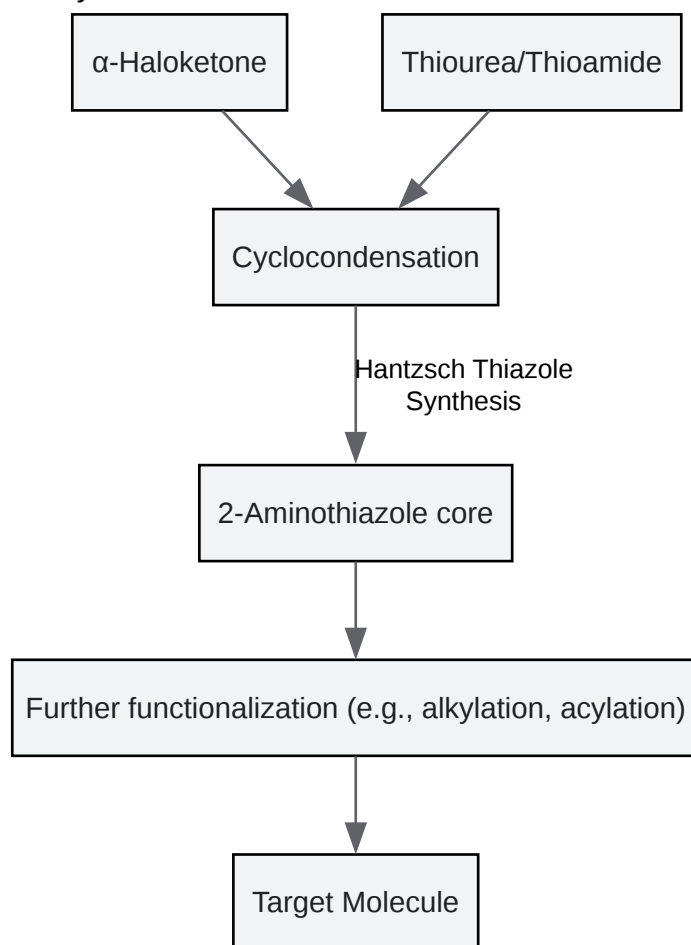 α-Haloketone
Thiourea/Thioamide
Cyclocondensation
Hantzsch Thiazole
Synthesis
2-Aminothiazole core
Further functionalization (e.g., alkylation, acylation)
Target Molecule